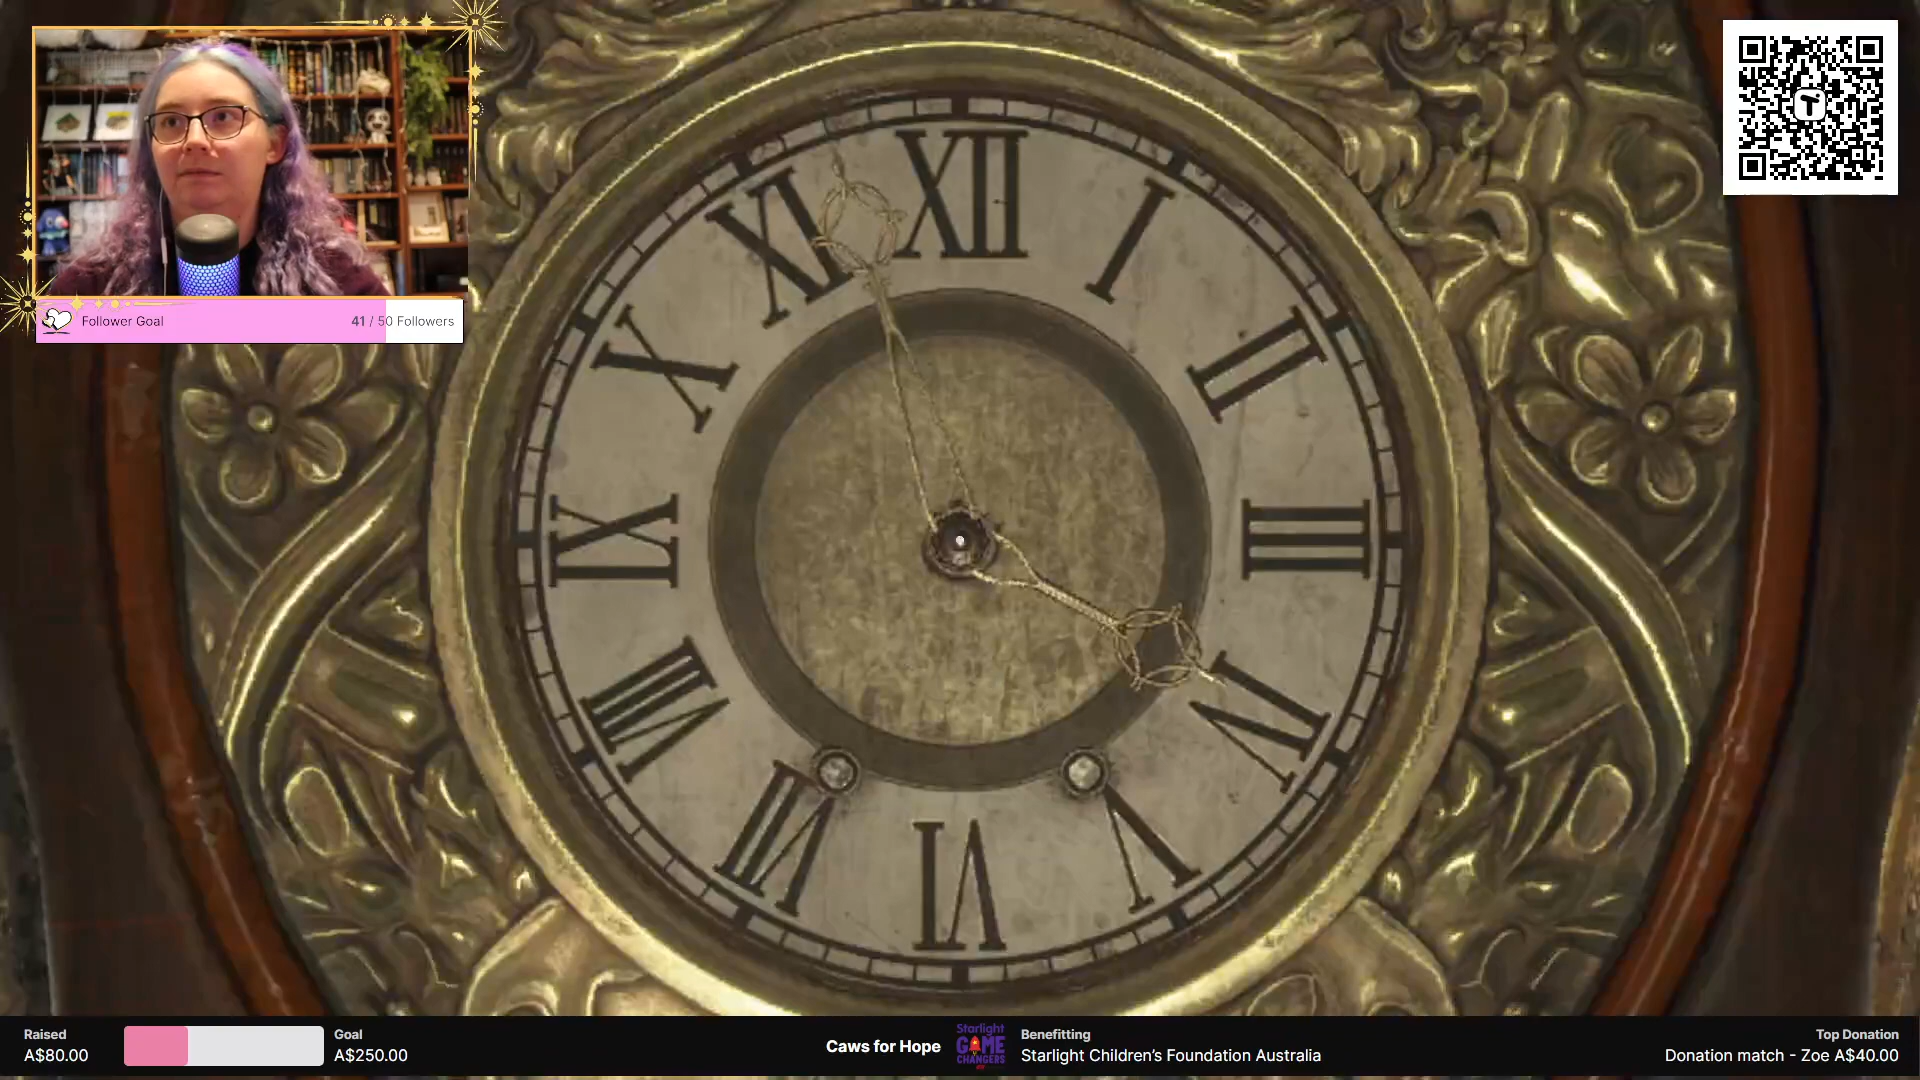 Follower Goal 41 / 50 Followers
XII
I
II
III
IV
V
VI
VII
VIII
IX
X
XI
T
Raised
A$80.00
Goal
A$250.00
Caws for Hope
Starlight
GAME
CHANGERS
Benefitting
Starlight Children's Foundation Australia
Top Donation
Donation match - Zoe A$40.00